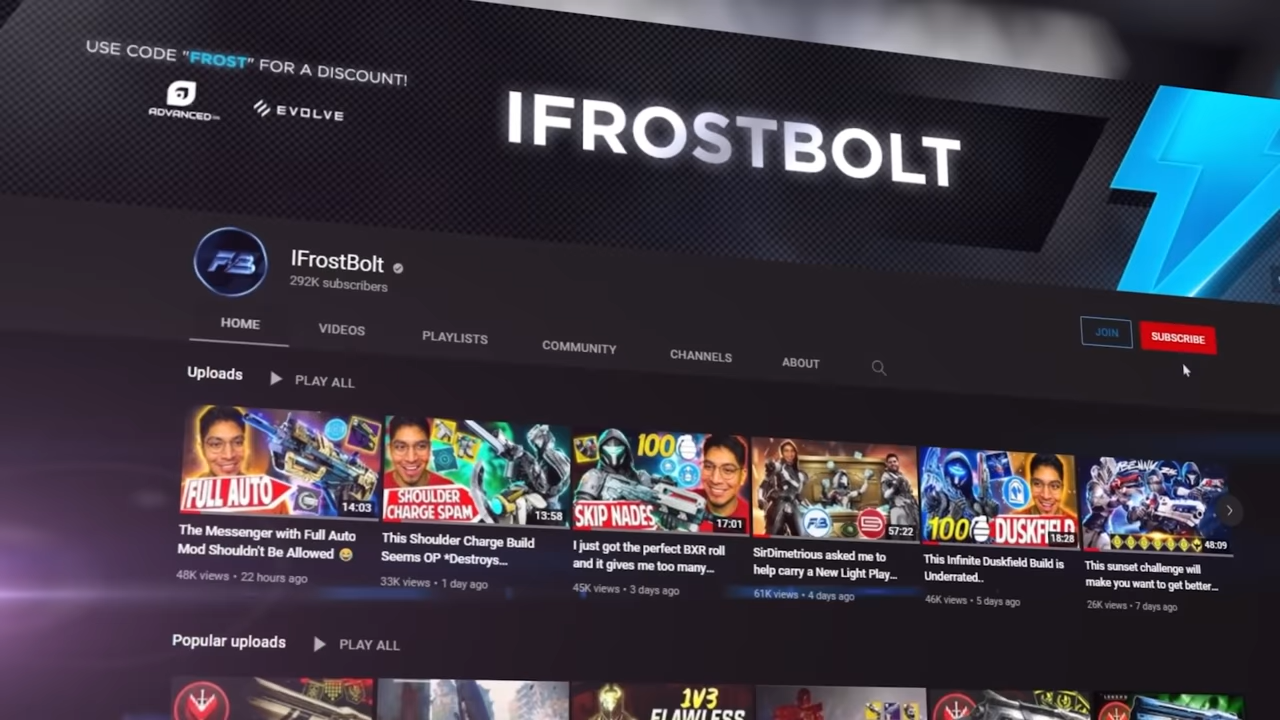 USE CODE "FROST" FOR A DISCOUNT!
ADVANCED
EVOLVE
IFROSTBOLT
FB
IFrostBolt
292K subscribers
JOIN
SUBSCRIBE
HOME
VIDEOS
PLAYLISTS
COMMUNITY
CHANNELS
ABOUT
Uploads
PLAY ALL
FULL AUTO
14:03
The Messenger with Full Auto
Mod Shouldn't Be Allowed 😂
48K views • 22 hours ago
SHOULDER
CHARGE SPAM
13:58
This Shoulder Charge Build
Seems OP *Destroys...
33K views • 1 day ago
100
SKIP NADES
17:01
I just got the perfect BXR roll
and it gives me too many...
45K views • 3 days ago
FB
57:22
SirDimetrious asked me to
help carry a New Light Play...
61K views • 4 days ago
100
DUSKFIELD
18:28
This Infinite Duskfield Build is
Underrated..
46K views • 5 days ago
48:09
This sunset challenge will
make you want to get better...
26K views • 7 days ago
Popular uploads
PLAY ALL
1V3
FLAWLESS